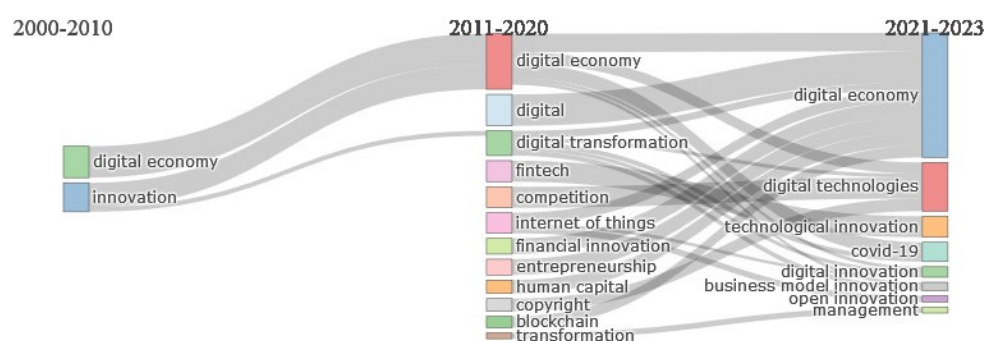 2000-2010
2011-2020
2021-2023
digital economy
innovation
digital economy
digital
digital transformation
fintech
competition
internet of things
financial innovation
entrepreneurship
human capital
copyright
blockchain
transformation
digital economy
digital technologies
technological innovation
covid-19
digital innovation
business model innovation
open innovation
management